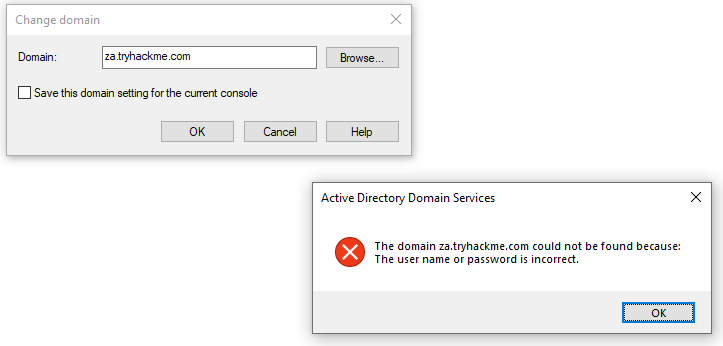 Change domain
Domain: za.tryhackme.com Browse...
Save this domain setting for the current console
OK Cancel Help
Active Directory Domain Services
The domain za.tryhackme.com could not be found because:
The user name or password is incorrect.
OK